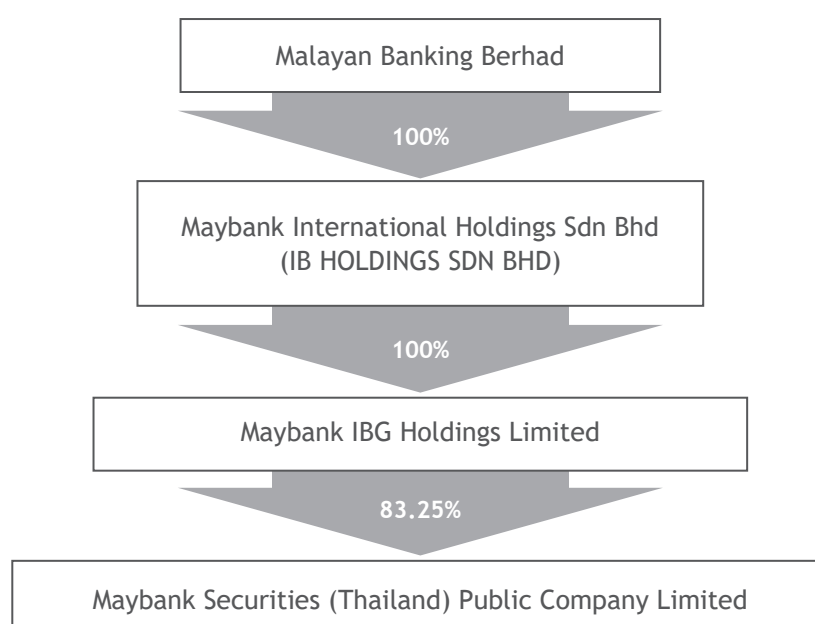 Malayan Banking Berhad
100%
Maybank International Holdings Sdn Bhd
(IB HOLDINGS SDN BHD)
100%
Maybank IBG Holdings Limited
83.25%
Maybank Securities (Thailand) Public Company Limited